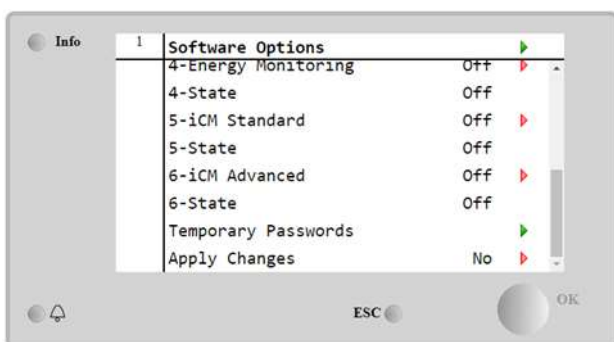 Info
1 Software Options
4-Energy Monitoring Off
4-State Off
5-iCM Standard Off
5-State Off
6-iCM Advanced Off
6-State Off
Temporary Passwords
Apply Changes No
ESC
OK